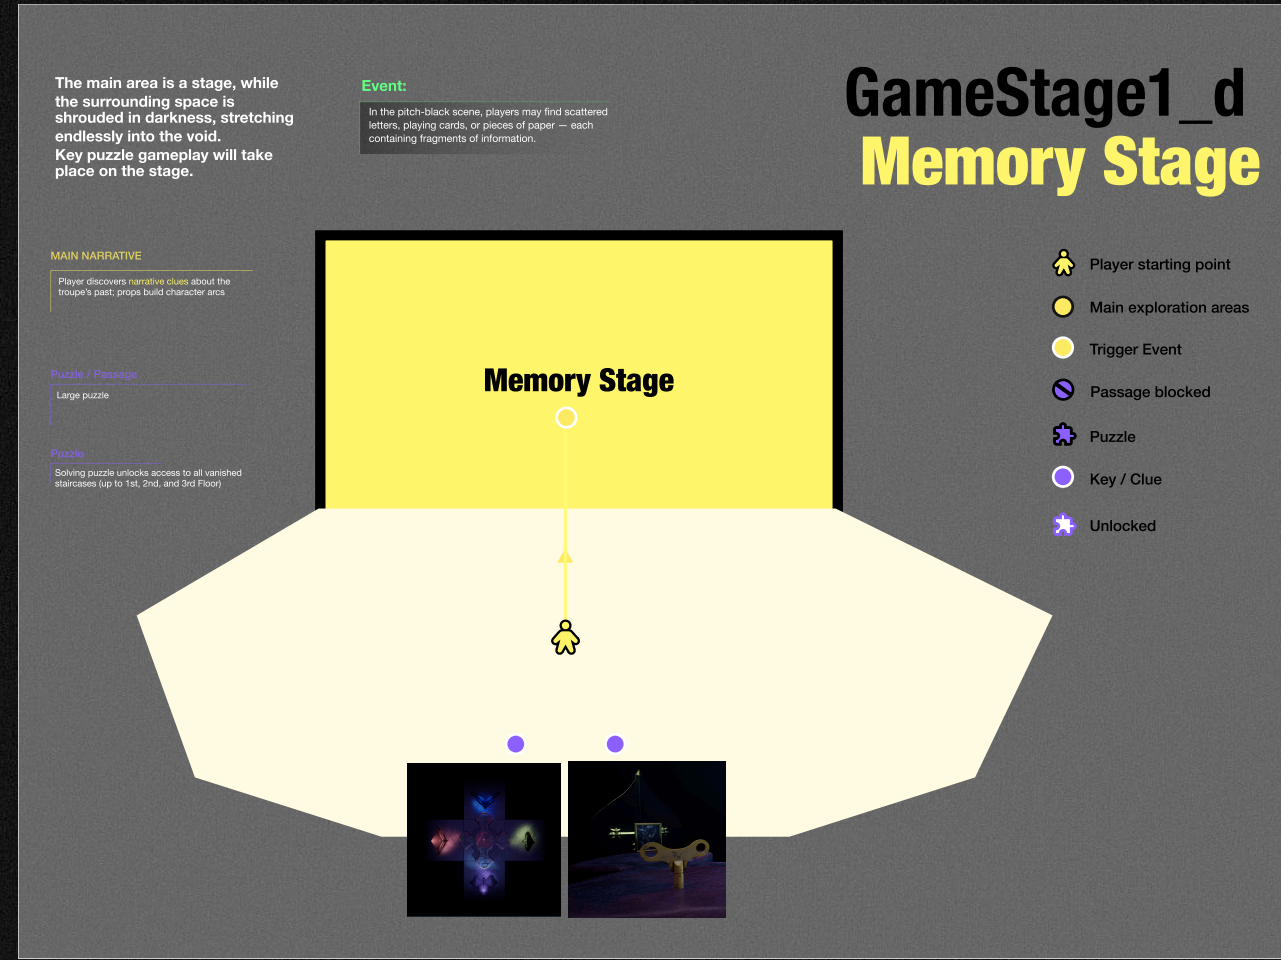 The main area is a stage, while
the surrounding space is
shrouded in darkness, stretching
endlessly into the void.
Key puzzle gameplay will take
place on the stage.
Event:
In the pitch-black scene, players may find scattered
letters, playing cards, or pieces of paper — each
containing fragments of information.
GameStage1_d
Memory Stage
MAIN NARRATIVE
Player discovers narrative clues about the
troupe's past; props build character arcs
Puzzle / Passage
Large puzzle
Puzzle
Solving puzzle unlocks access to all vanished
staircases (up to 1st, 2nd, and 3rd Floor)
Memory Stage
Player starting point
Main exploration areas
Trigger Event
Passage blocked
Puzzle
Key / Clue
Unlocked